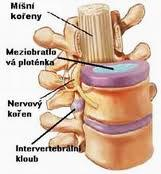 Míšní
kořeny
Meziobratlo
vá ploténka
Nervový
kořen
Intervertebrální
kloub